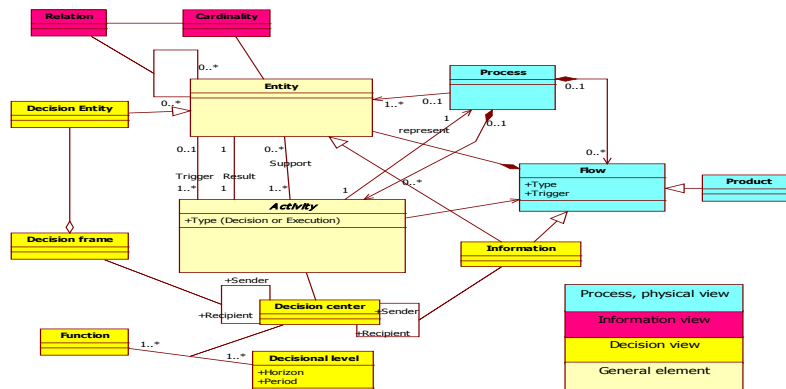 Relation
Cardinality
0..*
0..*
Entity
Process
0..1
0..1
1..*
0..1
represent
1
0..*
Decision Entity
0..1
1
0..*
Support
Trigger
Result
1..*
1
1..*
1
0..*
Activity
+Type (Decision or Execution)
Flow
+Type
+Trigger
Product
Decision frame
Information
+Sender
+Recipient
Decision center
+Sender
+Recipient
Function
1..*
1..*
Decisional level
+Horizon
+Period
Process, physical view
Information view
Decision view
General element